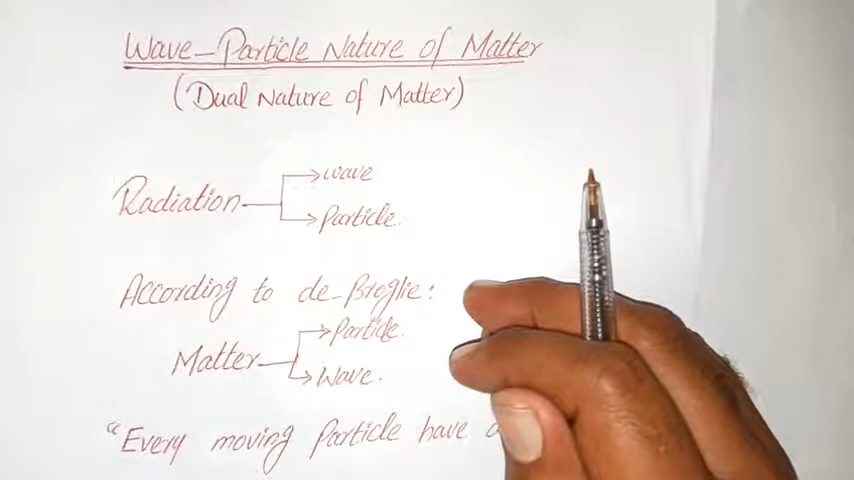 Wave-Particle Nature of Matter
(Dual Nature of Matter)
wave
Radiation
Particle.
According to de-Broglie:
Particle.
Matter
Wave.
"Every moving Particle have